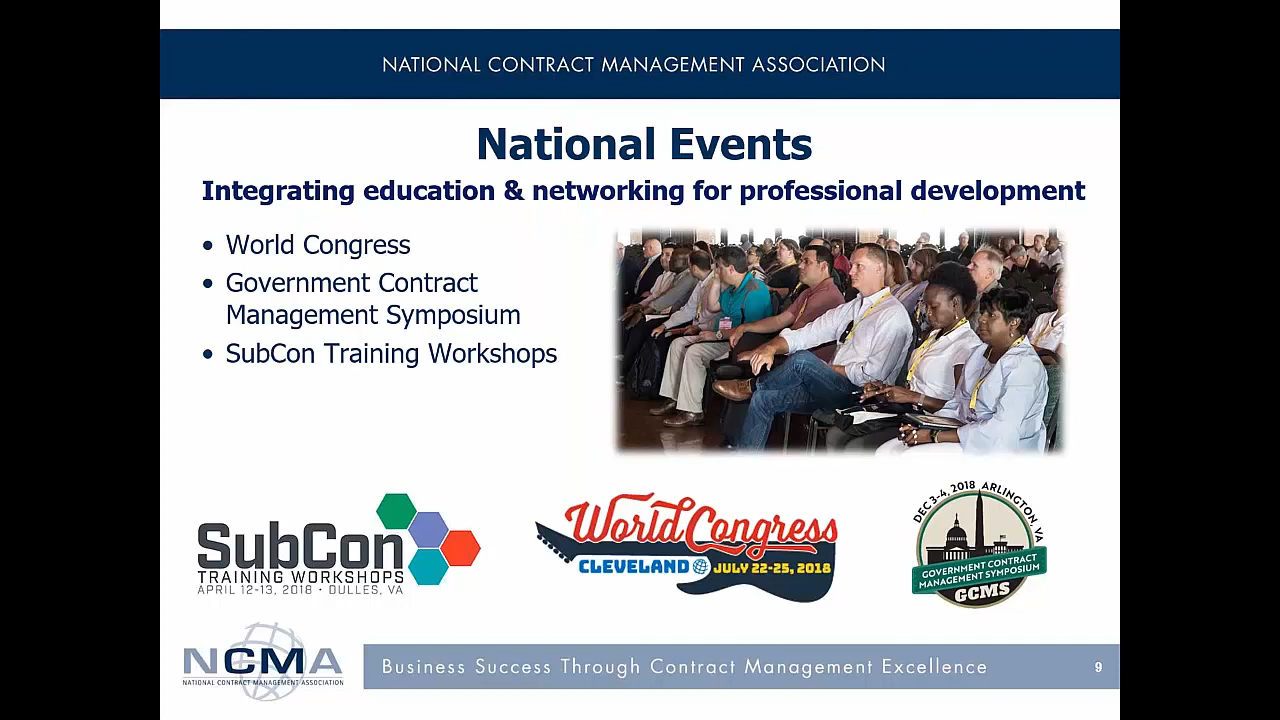 NATIONAL CONTRACT MANAGEMENT ASSOCIATION
National Events
Integrating education & networking for professional development
• World Congress
• Government Contract
Management Symposium
• SubCon Training Workshops
SubCon
TRAINING WORKSHOPS
APRIL 12-13, 2018 • DULLES, VA
World Congress
CLEVELAND JULY 22-25, 2018
DEC 3-4, 2018 ARLINGTON VA
GOVERNMENT CONTRACT
MANAGEMENT SYMPOSIUM
GCMS
NCMA
NATIONAL CONTRACT MANAGEMENT ASSOCIATION
Business Success Through Contract Management Excellence
9